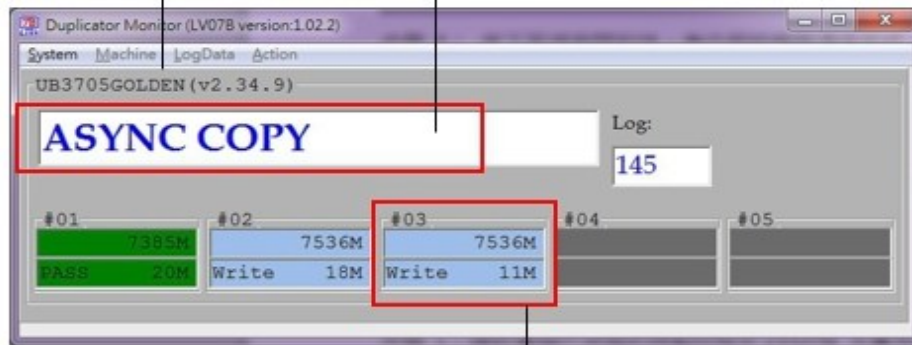 Duplicator Monitor (LV078 version:1.02.2)
System Machine LogData Action
UB3705GOLDEN(v2.34.9)
ASYNC COPY
Log:
145
#01 #02 #03 #04 #05
7385M 7536M 7536M
PASS 20M Write 18M Write 11M